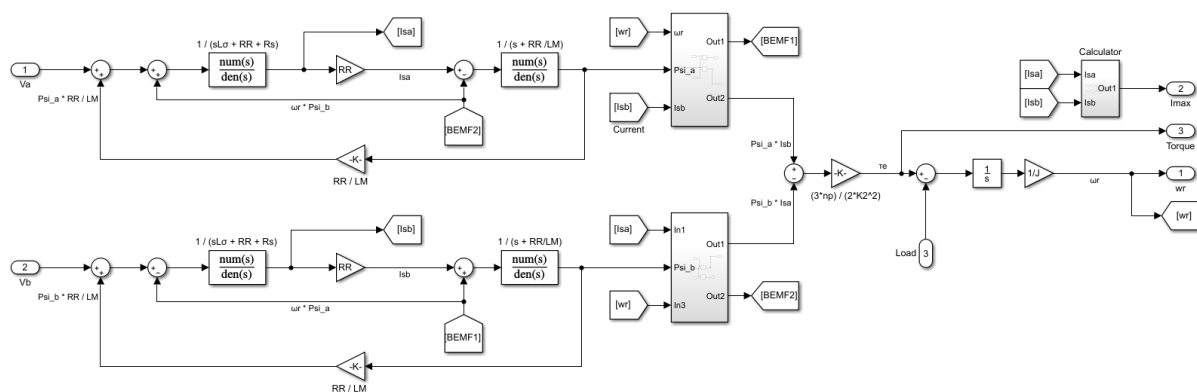 1 / (sLσ + RR + Rs)
[Isa]
1 / (s + RR /LM)
[wr]
ωr
Out1
[BEMF1]
Calculator
1
Va
num(s)
den(s)
RR
Isa
num(s)
den(s)
Psi_a
[Isa]
Isa
Out1
[Isb]
Isb
2
Imax
Psi_a * RR / LM
ωr * Psi_b
[BEMF2]
[Isb]
Current
Isb
Out2
3
Torque
-K-
RR / LM
Psi_a * Isb
Te
-K-
(3*np) / (2*K2^2)
1
s
1/J
ωr
1
wr
[wr]
Psi_b * Isa
Load
3
1 / (sLσ + RR + Rs)
[Isb]
1 / (s + RR/LM)
[Isa]
In1
Out1
2
Vb
num(s)
den(s)
RR
Isb
num(s)
den(s)
Psi_b
Psi_b * RR / LM
ωr * Psi_a
[BEMF1]
[wr]
In3
Out2
[BEMF2]
-K-
RR / LM